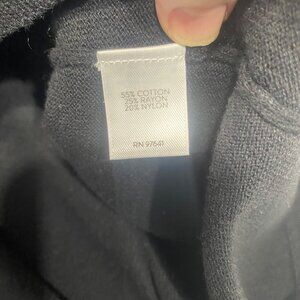 55% COTTON
25% RAYON
20% NYLON
RN 97641